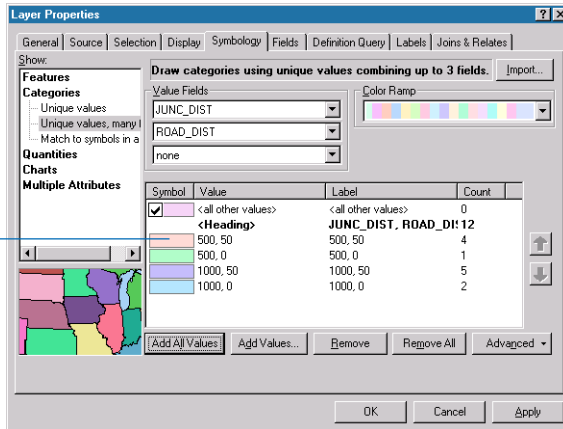 Layer Properties
General Source Selection Display Symbology Fields Definition Query Labels Joins & Relates
Show:
Features
Categories
Unique values
Unique values, many
Match to symbols in a
Quantities
Charts
Multiple Attributes
Draw categories using unique values combining up to 3 fields.
Import...
Value Fields
JUNC_DIST
ROAD_DIST
none
Color Ramp
Symbol Value Label Count
<all other values> <all other values> 0
<Heading> JUNC_DIST, ROAD_DIS 12
500, 50 500, 50 4
500, 0 500, 0 1
1000, 50 1000, 50 5
1000, 0 1000, 0 2
Add All Values Add Values... Remove Remove All Advanced
OK Cancel Apply